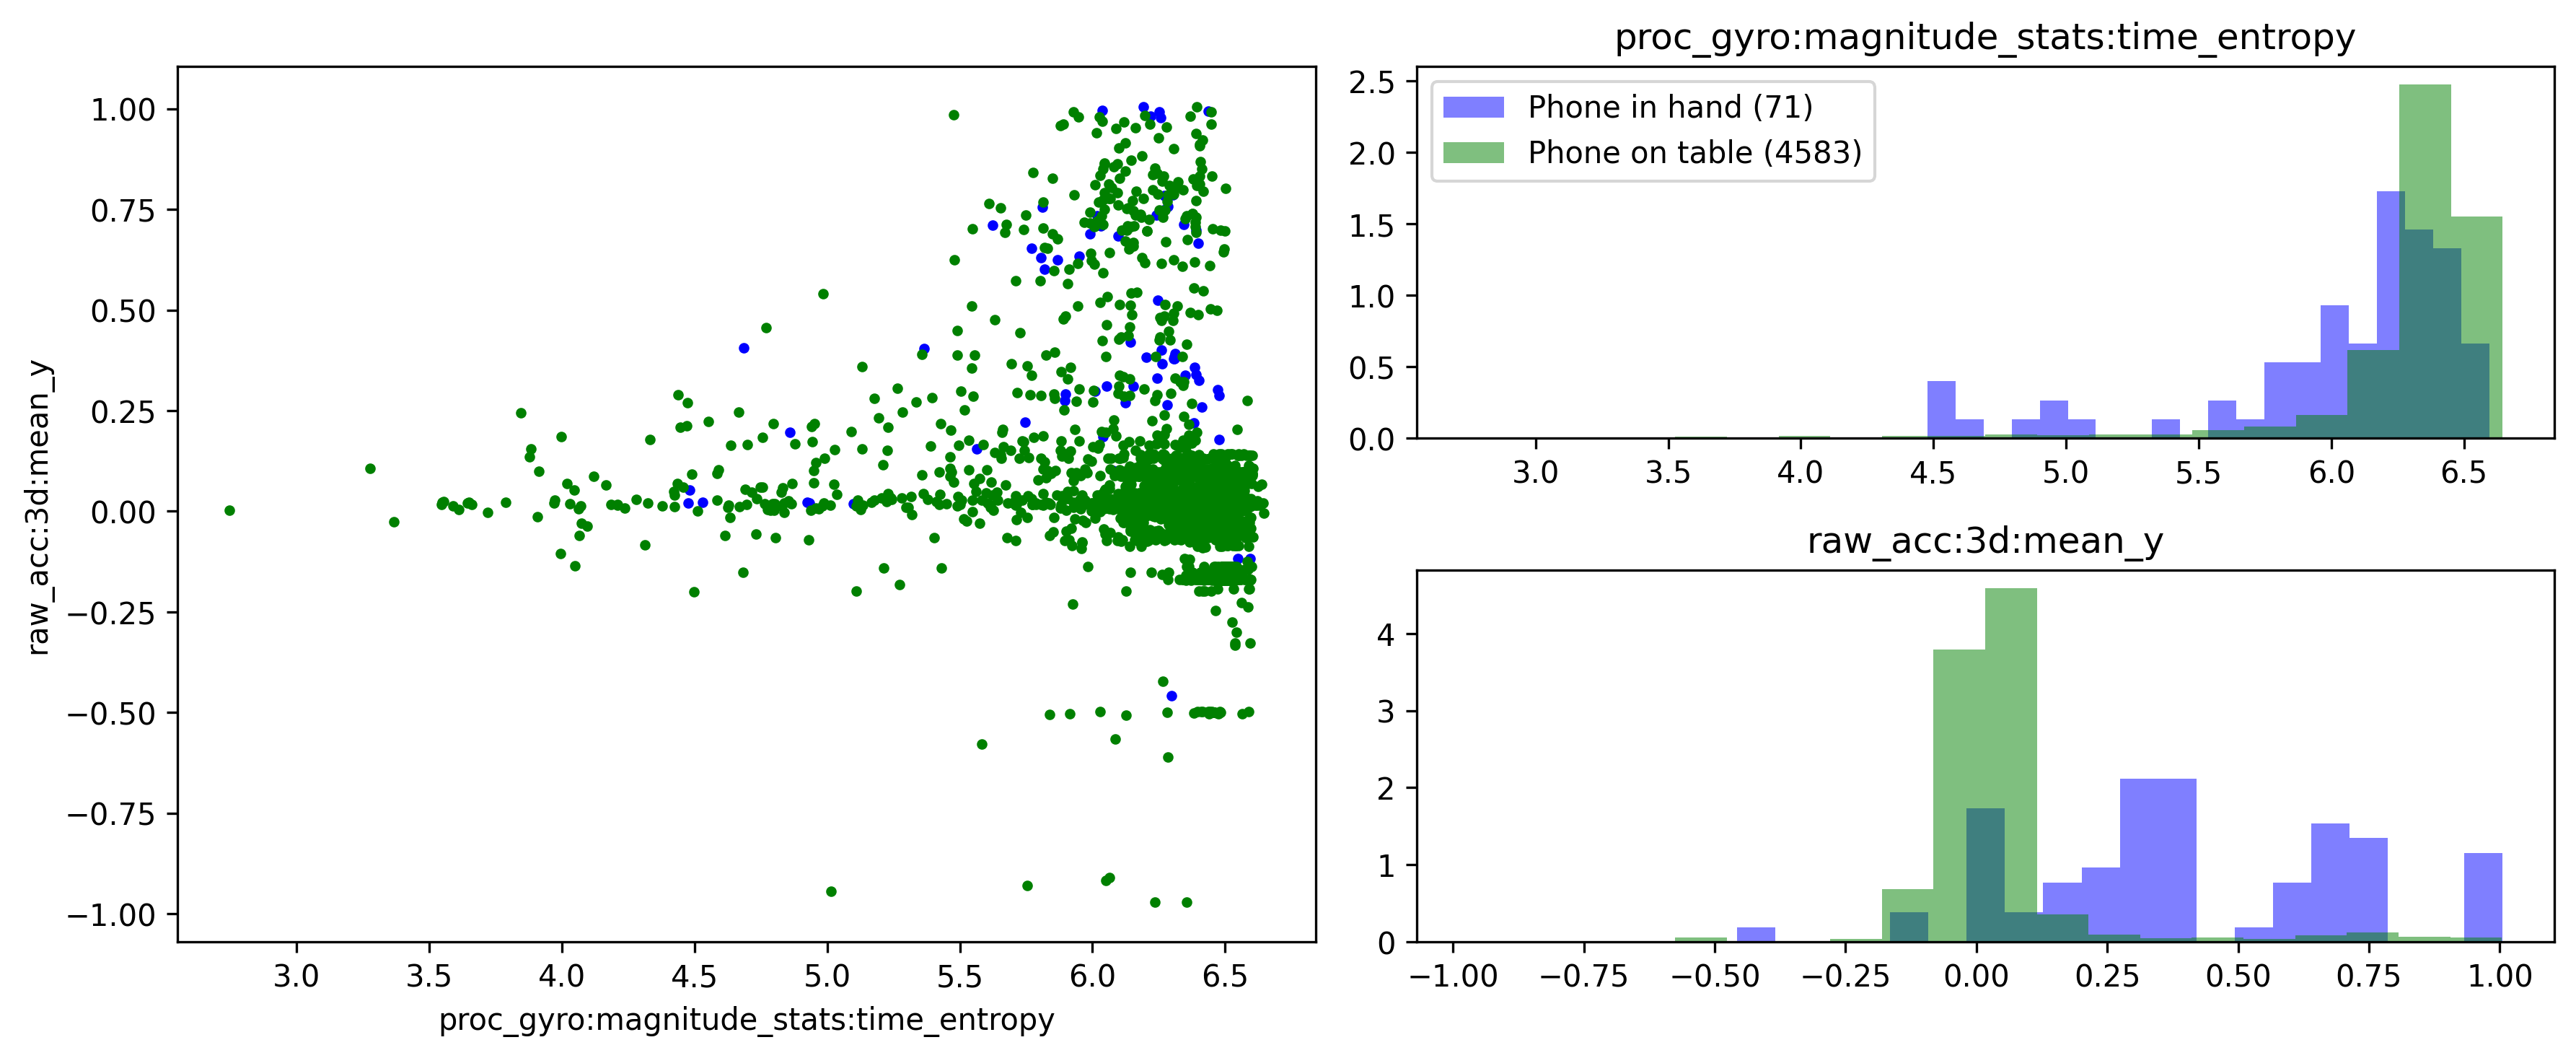 1.00
0.75
0.50
0.25
0.00
−0.25
−0.50
−0.75
−1.00
raw_acc:3d:mean_y
3.0 3.5 4.0 4.5 5.0 5.5 6.0 6.5
proc_gyro:magnitude_stats:time_entropy
proc_gyro:magnitude_stats:time_entropy
Phone in hand (71)
Phone on table (4583)
2.5
2.0
1.5
1.0
0.5
0.0
3.0 3.5 4.0 4.5 5.0 5.5 6.0 6.5
raw_acc:3d:mean_y
4
3
2
1
0
−1.00 −0.75 −0.50 −0.25 0.00 0.25 0.50 0.75 1.00